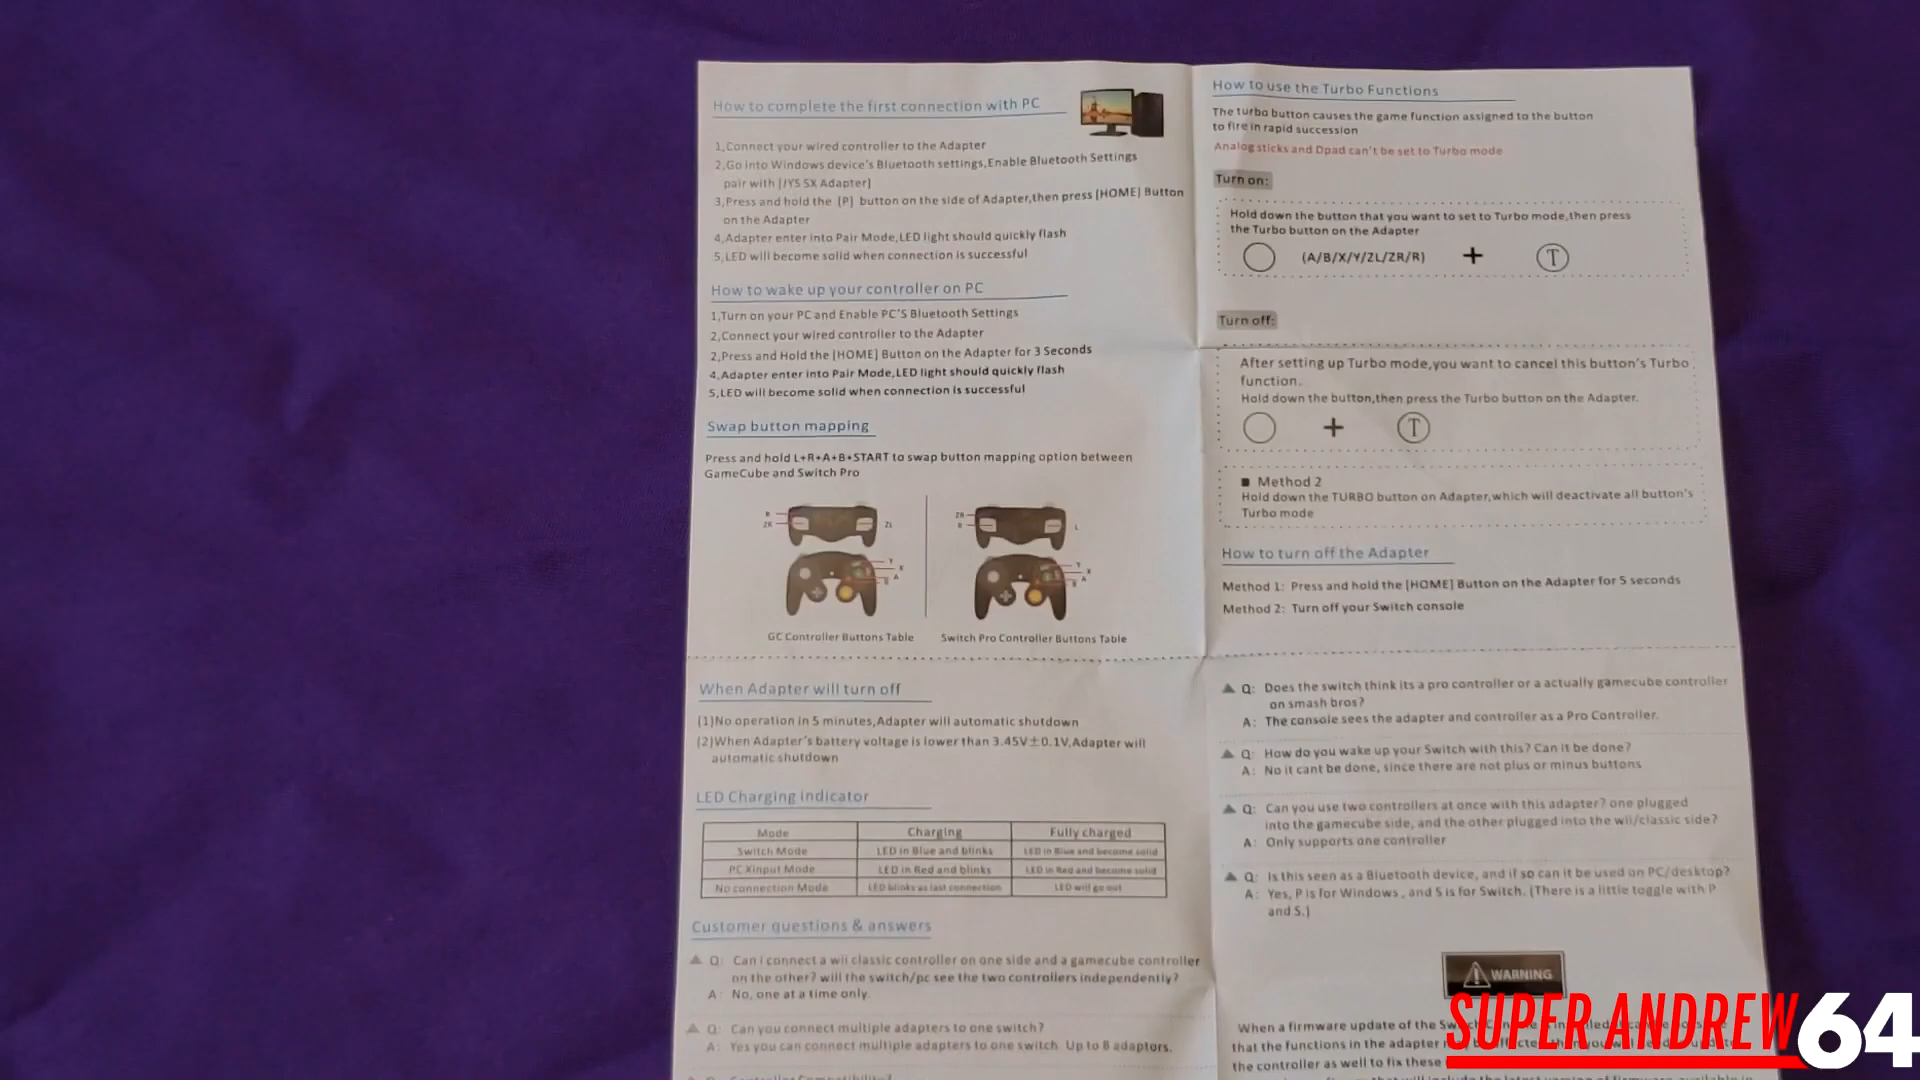 How to complete the first connection with PC
1,Connect your wired controller to the Adapter
2,Go into Windows device's Bluetooth settings,Enable Bluetooth Settings
pair with [JYS SX Adapter]
3,Press and hold the [P] button on the side of Adapter,then press [HOME] Button
on the Adapter
4,Adapter enter into Pair Mode,LED light should quickly flash
5,LED will become solid when connection is successful
How to wake up your controller on PC
1,Turn on your PC and Enable PC'S Bluetooth Settings
2,Connect your wired controller to the Adapter
2,Press and Hold the [HOME] Button on the Adapter for 3 Seconds
4,Adapter enter into Pair Mode,LED light should quickly flash
5,LED will become solid when connection is successful
Swap button mapping
Press and hold L+R+A+B+START to swap button mapping option between
GameCube and Switch Pro
R
ZR
ZL
Y
X
A
B
ZR
R
L
Y
X
A
B
GC Controller Buttons Table
Switch Pro Controller Buttons Table
When Adapter will turn off
(1)No operation in 5 minutes,Adapter will automatic shutdown
(2)When Adapter's battery voltage is lower than 3.45V±0.1V,Adapter will
automatic shutdown
LED Charging indicator
Mode Charging Fully charged
Switch Mode LED in Blue and blinks LED in Blue and become solid
PC Xinput Mode LED in Red and blinks LED in Red and become solid
No connection Mode LED blinks as last connection LED will go out
Customer questions & answers
Q: Can i connect a wii classic controller on one side and a gamecube controller
on the other? will the switch/pc see the two controllers independently?
A: No, one at a time only.
Q: Can you connect multiple adapters to one switch?
A: Yes you can connect multiple adapters to one switch. Up to 8 adaptors.
Controller Compatibility?
How to use the Turbo Functions
The turbo button causes the game function assigned to the button
to fire in rapid succession
Analog sticks and Dpad can't be set to Turbo mode
Turn on:
Hold down the button that you want to set to Turbo mode,then press
the Turbo button on the Adapter
(A/B/X/Y/ZL/ZR/R) + T
Turn off:
After setting up Turbo mode,you want to cancel this button's Turbo
function.
Hold down the button,then press the Turbo button on the Adapter.
+ T
■ Method 2
Hold down the TURBO button on Adapter,which will deactivate all button's
Turbo mode
How to turn off the Adapter
Method 1: Press and hold the [HOME] Button on the Adapter for 5 seconds
Method 2: Turn off your Switch console
Q: Does the switch think its a pro controller or a actually gamecube controller
on smash bros?
A: The console sees the adapter and controller as a Pro Controller.
Q: How do you wake up your Switch with this? Can it be done?
A: No it cant be done, since there are not plus or minus buttons
Q: Can you use two controllers at once with this adapter? one plugged
into the gamecube side, and the other plugged into the wii/classic side?
A: Only supports one controller
Q: Is this seen as a Bluetooth device, and if so can it be used on PC/desktop?
A: Yes, P is for Windows , and S is for Switch. (There is a little toggle with P
and S.)
WARNING
When a firmware update of the
that the functions in the adapter
the controller as well to fix these
SUPER ANDREW 64